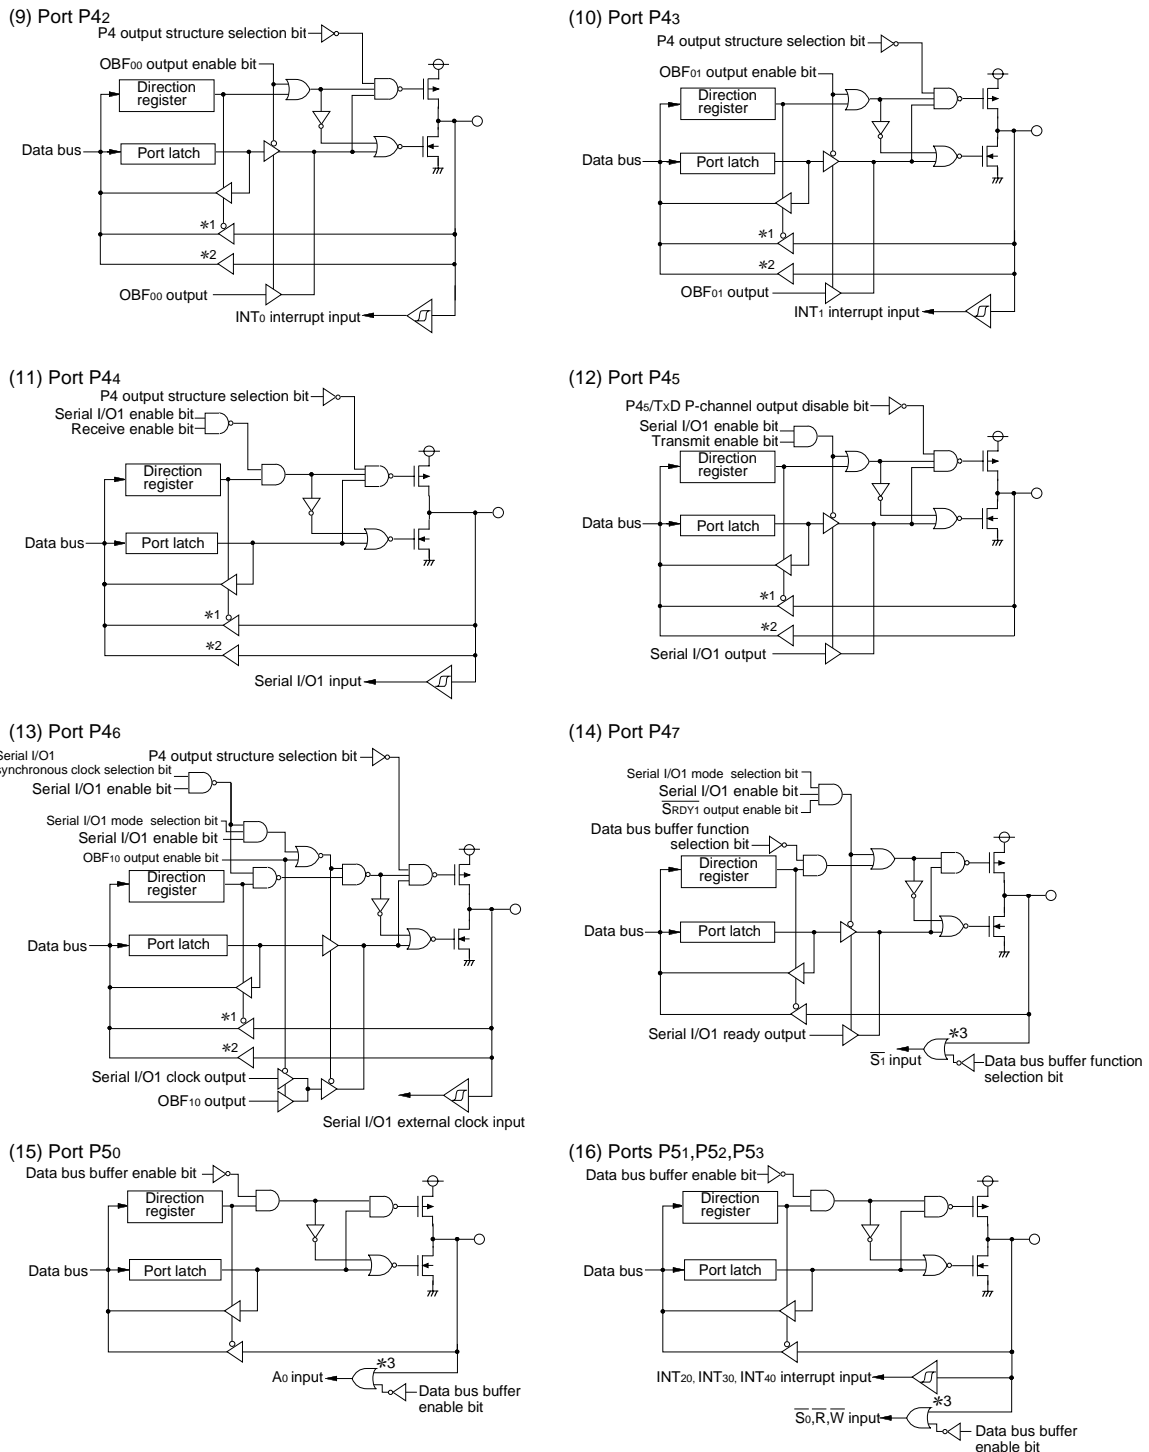 (9) Port P42
P4 output structure selection bit
OBF00 output enable bit
Direction
register
Data bus
Port latch
*1
*2
OBF00 output
INT0 interrupt input
(10) Port P43
P4 output structure selection bit
OBF01 output enable bit
Direction
register
Data bus
Port latch
*1
*2
OBF01 output
INT1 interrupt input
(11) Port P44
P4 output structure selection bit
Serial I/O1 enable bit
Receive enable bit
Direction
register
Data bus
Port latch
*1
*2
Serial I/O1 input
(12) Port P45
P45/TXD P-channel output disable bit
Serial I/O1 enable bit
Transmit enable bit
Direction
register
Data bus
Port latch
*1
*2
Serial I/O1 output
(13) Port P46
Serial I/O1
synchronous clock selection bit
P4 output structure selection bit
Serial I/O1 enable bit
Serial I/O1 mode selection bit
Serial I/O1 enable bit
OBF10 output enable bit
Direction
register
Data bus
Port latch
*1
*2
Serial I/O1 clock output
OBF10 output
Serial I/O1 external clock input
(14) Port P47
Serial I/O1 mode selection bit
Serial I/O1 enable bit
SRDY1 output enable bit
Data bus buffer function
selection bit
Direction
register
Data bus
Port latch
Serial I/O1 ready output
*3
S1 input
Data bus buffer function
selection bit
(15) Port P50
Data bus buffer enable bit
Direction
register
Data bus
Port latch
*3
A0 input
Data bus buffer
enable bit
(16) Ports P51,P52,P53
Data bus buffer enable bit
Direction
register
Data bus
Port latch
INT20, INT30, INT40 interrupt input
*3
S0,R,W input
Data bus buffer
enable bit